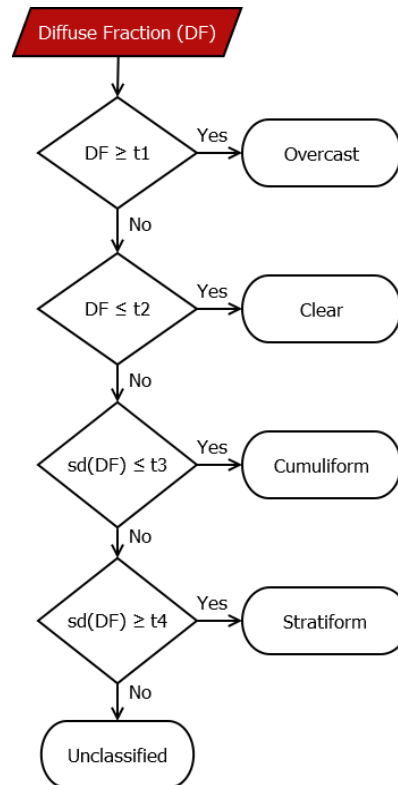 Diffuse Fraction (DF)
DF ≥ t1
Yes
Overcast
No
DF ≤ t2
Yes
Clear
No
sd(DF) ≤ t3
Yes
Cumuliform
No
sd(DF) ≥ t4
Yes
Stratiform
No
Unclassified